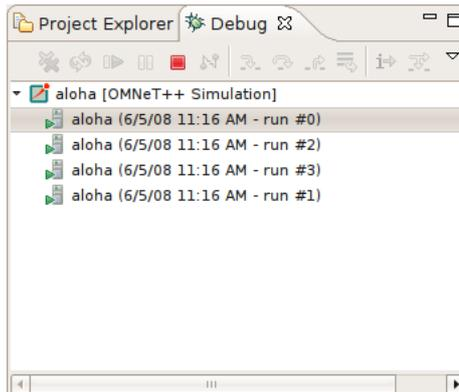 Project Explorer Debug
aloha [OMNeT++ Simulation]
aloha (6/5/08 11:16 AM - run #0)
aloha (6/5/08 11:16 AM - run #2)
aloha (6/5/08 11:16 AM - run #3)
aloha (6/5/08 11:16 AM - run #1)